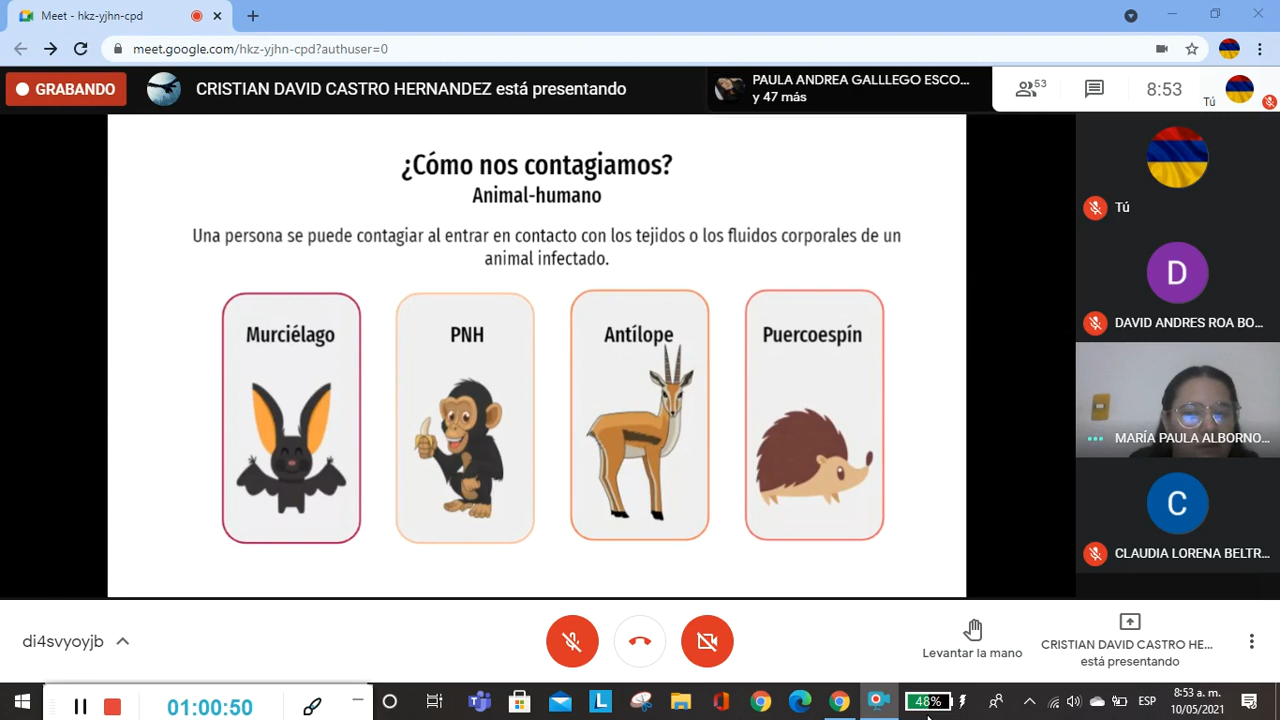 Meet - hkz-yjhn-cpd
meet.google.com/hkz-yjhn-cpd?authuser=0
GRABANDO
CRISTIAN DAVID CASTRO HERNANDEZ está presentando
PAULA ANDREA GALLLEGO ESCO...
y 47 más
53
8:53
Tú
¿Cómo nos contagiamos?
Animal-humano
Una persona se puede contagiar al entrar en contacto con los tejidos o los fluidos corporales de un
animal infectado.
Murciélago
PNH
Antílope
Puercoespín
Tú
D
DAVID ANDRES ROA BO...
MARÍA PAULA ALBORNO...
C
CLAUDIA LORENA BELTR...
di4svyoyjb
Levantar la mano
CRISTIAN DAVID CASTRO HE...
está presentando
01:00:50
L
48%
ESP
8:53 a. m.
10/05/2021